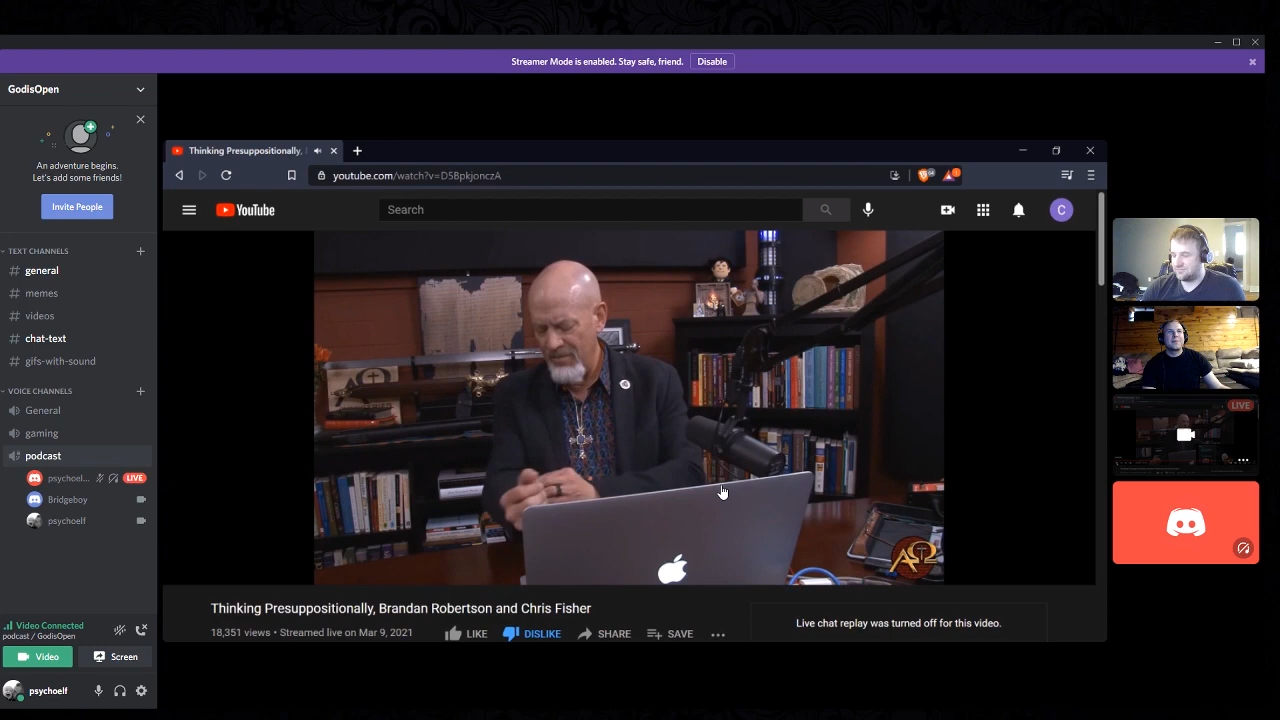 Streamer Mode is enabled. Stay safe, friend.
Disable
GodisOpen
An adventure begins.
Let's add some friends!
Invite People
TEXT CHANNELS
general
memes
videos
chat-text
gifs-with-sound
VOICE CHANNELS
General
gaming
podcast
psychoel...
LIVE
Bridgeboy
psychoelf
Video Connected
podcast / GodisOpen
Video
Screen
psychoelf
Thinking Presuppositionally,
youtube.com/watch?v=D5BpkjonczA
YouTube
Search
C
AΩ
Thinking Presuppositionally, Brandan Robertson and Chris Fisher
18,351 views • Streamed live on Mar 9, 2021
LIKE
DISLIKE
SHARE
SAVE
Live chat replay was turned off for this video.
LIVE